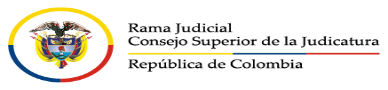 Rama Judicial
Consejo Superior de la Judicatura
República de Colombia